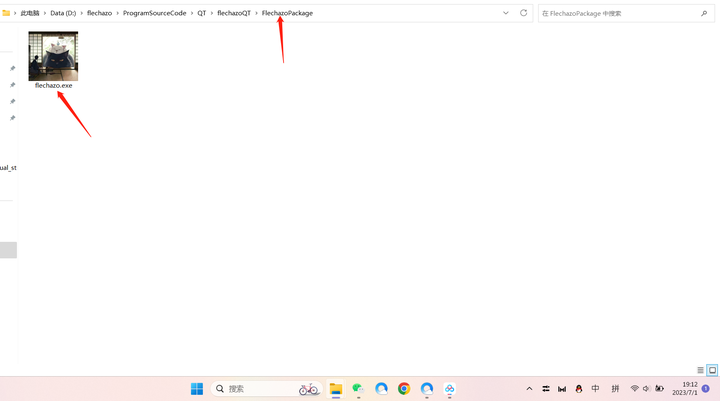 此电脑 > Data (D:) > flechazo > ProgramSourceCode > QT > flechazoQT > FlechazoPackage
在 FlechazoPackage 中搜索
flechazo.exe
ual_st
搜索
中
拼
19:12
2023/7/1
1